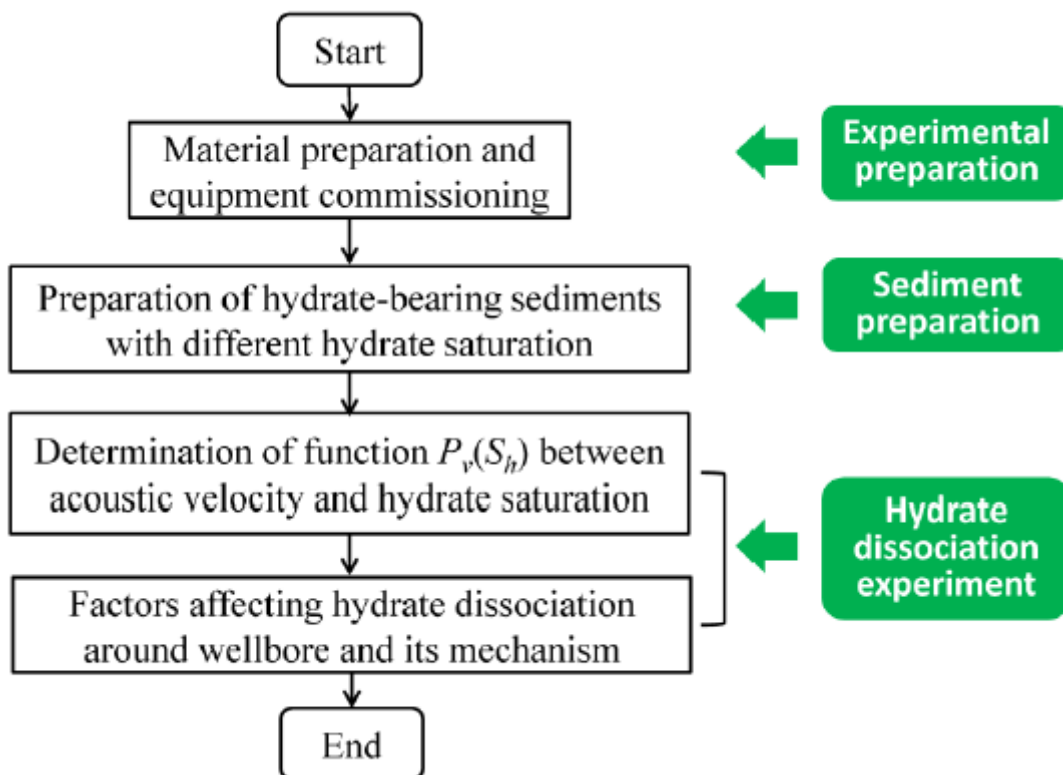 Start
Material preparation and
equipment commissioning
Experimental
preparation
Preparation of hydrate-bearing sediments
with different hydrate saturation
Sediment
preparation
Determination of function Pv(Sh) between
acoustic velocity and hydrate saturation
Hydrate
dissociation
experiment
Factors affecting hydrate dissociation
around wellbore and its mechanism
End